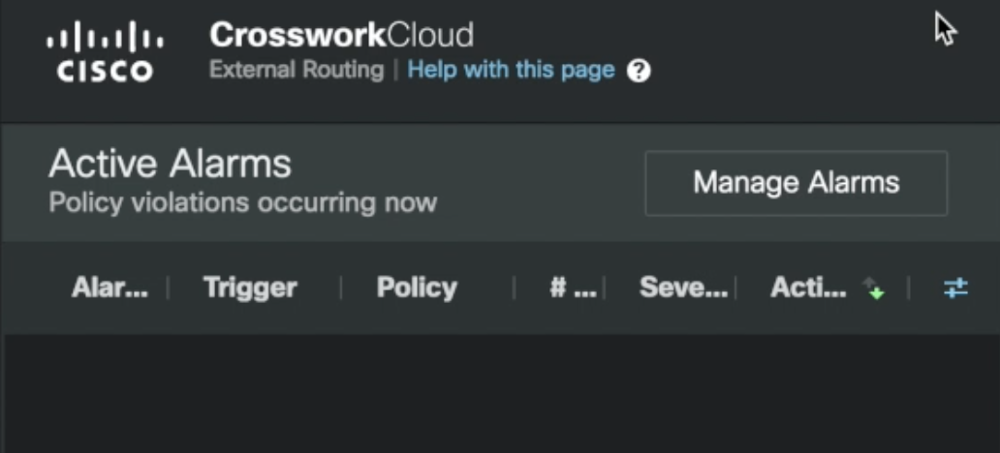 CISCO
CrossworkCloud
External Routing | Help with this page ?
Active Alarms
Policy violations occurring now
Manage Alarms
Alar... | Trigger | Policy | # ... | Seve... | Acti... |